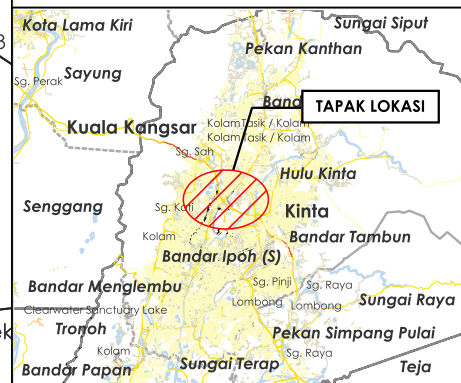 Kota Lama Kiri
Sungai Siput
Pekan Kanthan
Sg. Perak
Sayung
Band
TAPAK LOKASI
Kuala Kangsar
Kolam Tasik / Kolam
Kolam Tasik / Kolam
Sg. Sah
Hulu Kinta
Senggang
Sg. Kati
Kinta
Kolam
Bandar Tambun
Bandar Ipoh (S)
Bandar Menglembu
Sg. Pinji
Sg. Raya
Clearwater Sanctuary Lake
Lombong
Lombong
Sungai Raya
Tronoh
Pekan Simpang Pulai
Kolam
Sg. Raya
Bandar Papan
Sungai Terap
Teja